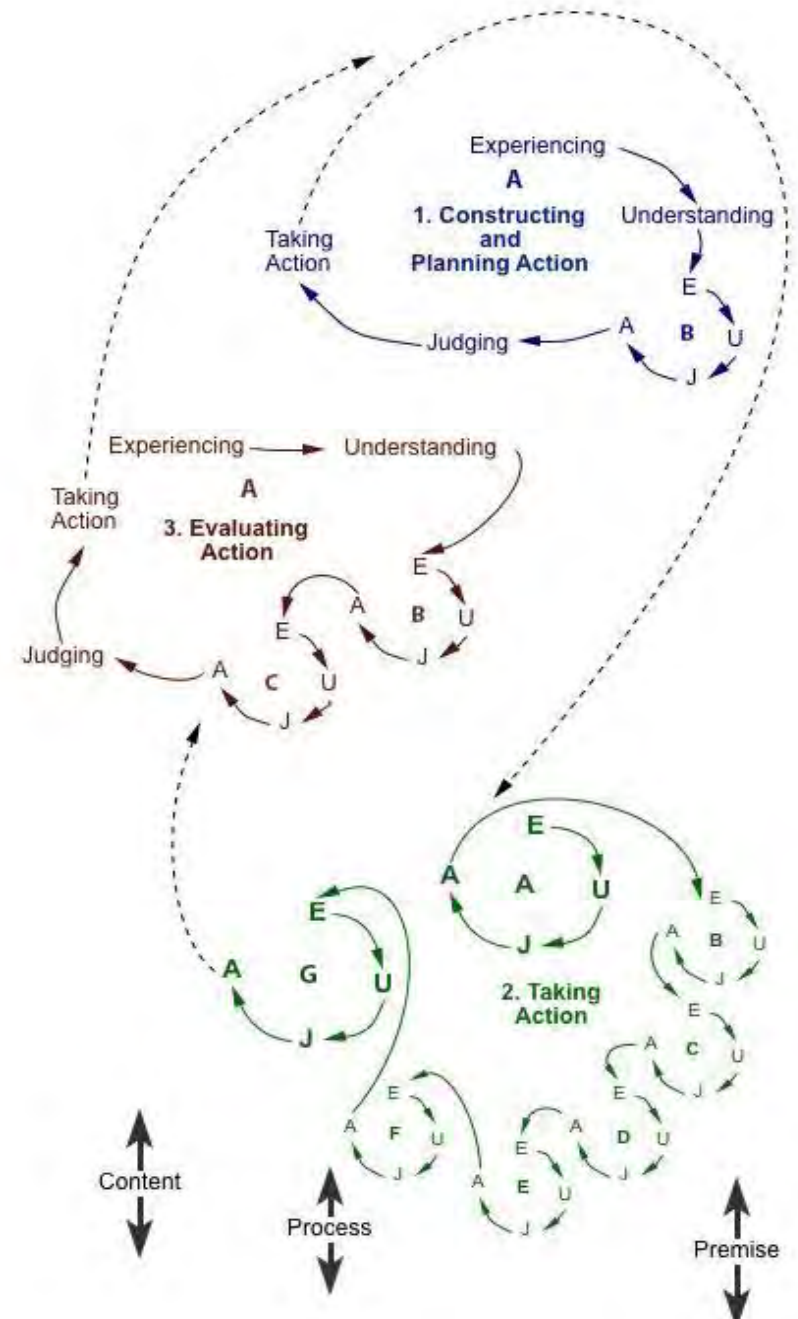 Experiencing
A
1. Constructing
and
Planning Action
Understanding
Taking
Action
E
U
B
A
J
Judging
Experiencing
Understanding
A
3. Evaluating
Action
Taking
Action
E
U
B
A
J
E
U
C
A
J
Judging
E
U
A
A
J
2. Taking
Action
E
U
B
A
J
E
U
C
A
J
E
U
D
A
J
E
U
E
A
J
E
U
F
A
J
E
U
G
A
J
Content
Process
Premise